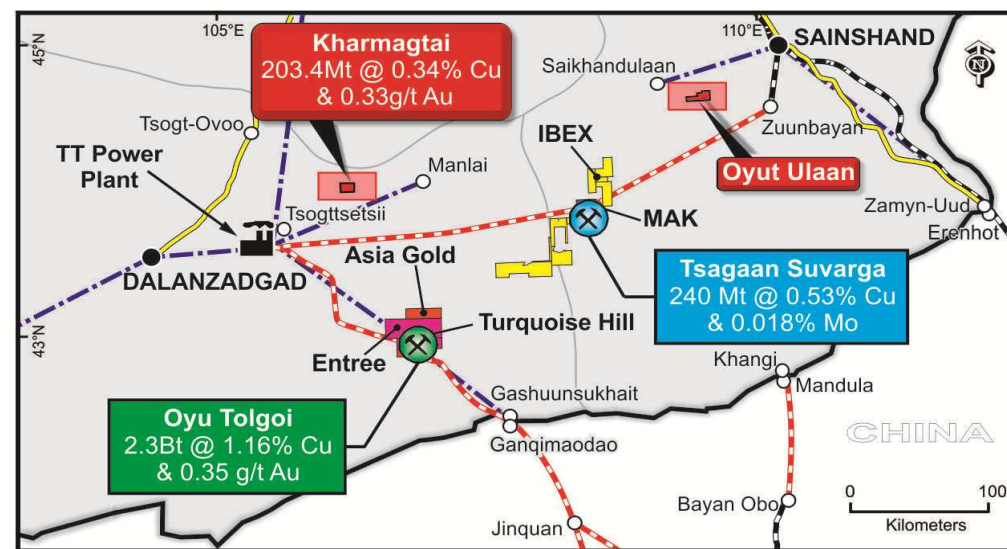 105°E
110°E
45°N
43°N
Kharmagtai
203.4Mt @ 0.34% Cu
& 0.33g/t Au
SAINSHAND
N
Saikhandulaan
Tsogt-Ovoo
Zuunbayan
IBEX
TT Power
Plant
Manlai
Oyut Ulaan
Tsogttsetsii
MAK
Zamyn-Uud
Erenhot
Asia Gold
DALANZADGAD
Tsagaan Suvarga
240 Mt @ 0.53% Cu
& 0.018% Mo
Turquoise Hill
Entree
Khangi
Mandula
Gashuunsukhait
Oyu Tolgoi
2.3Bt @ 1.16% Cu
& 0.35 g/t Au
Ganqimaodao
CHINA
0 100
Kilometers
Bayan Obo
Jinquan